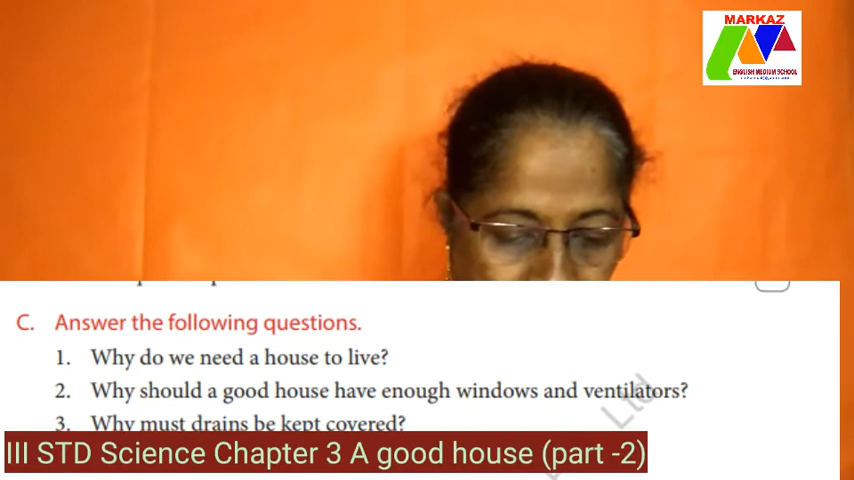 MARKAZ
ENGLISH MEDIUM SCHOOL
C. Answer the following questions.
1. Why do we need a house to live?
2. Why should a good house have enough windows and ventilators?
3. Why must drains be kept covered?
Ltd
III STD Science Chapter 3 A good house (part -2)